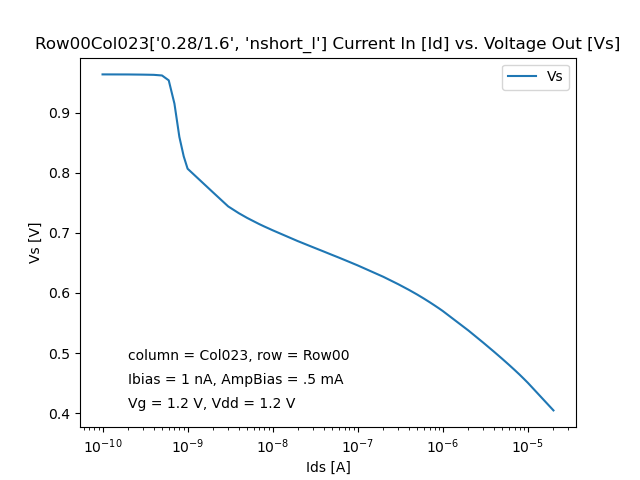 Row00Col023['0.28/1.6', 'nshort_l'] Current In [Id] vs. Voltage Out [Vs]
Vs
0.9
0.8
0.7
0.6
0.5
0.4
Vs [V]
column = Col023, row = Row00
Ibias = 1 nA, AmpBias = .5 mA
Vg = 1.2 V, Vdd = 1.2 V
10⁻¹⁰ 10⁻⁹ 10⁻⁸ 10⁻⁷ 10⁻⁶ 10⁻⁵
Ids [A]